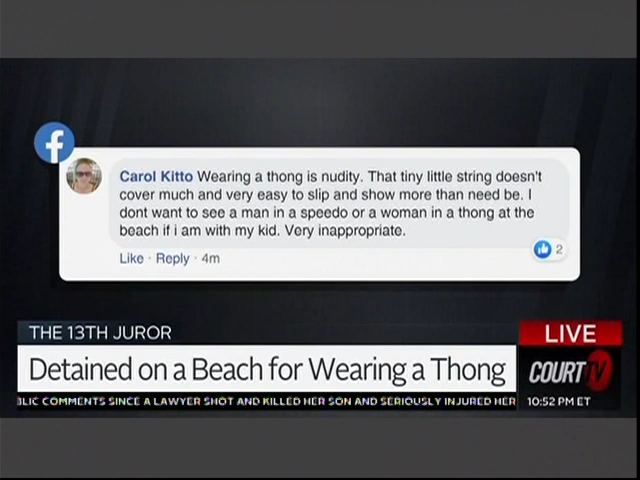 f
Carol Kitto Wearing a thong is nudity. That tiny little string doesn't
cover much and very easy to slip and show more than need be. I
dont want to see a man in a speedo or a woman in a thong at the
beach if i am with my kid. Very inappropriate.
Like · Reply · 4m
2
THE 13TH JUROR
LIVE
Detained on a Beach for Wearing a Thong
COURT TV
COMMENTS SINCE A LAWYER SHOT AND KILLED HER SON AND SERIOUSLY INJURED HER
10:52 PM ET